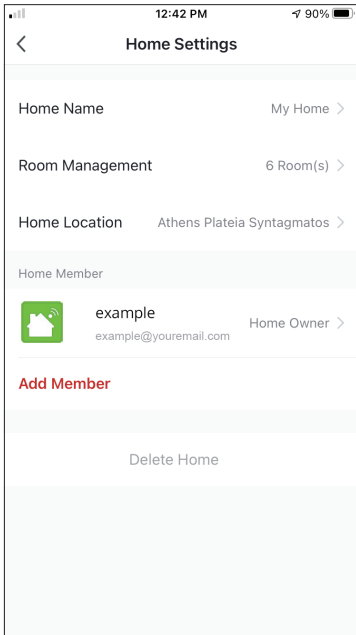 12:42 PM 90%
Home Settings
Home Name My Home
Room Management 6 Room(s)
Home Location Athens Plateia Syntagmatos
Home Member
example
example@youremail.com
Home Owner
Add Member
Delete Home